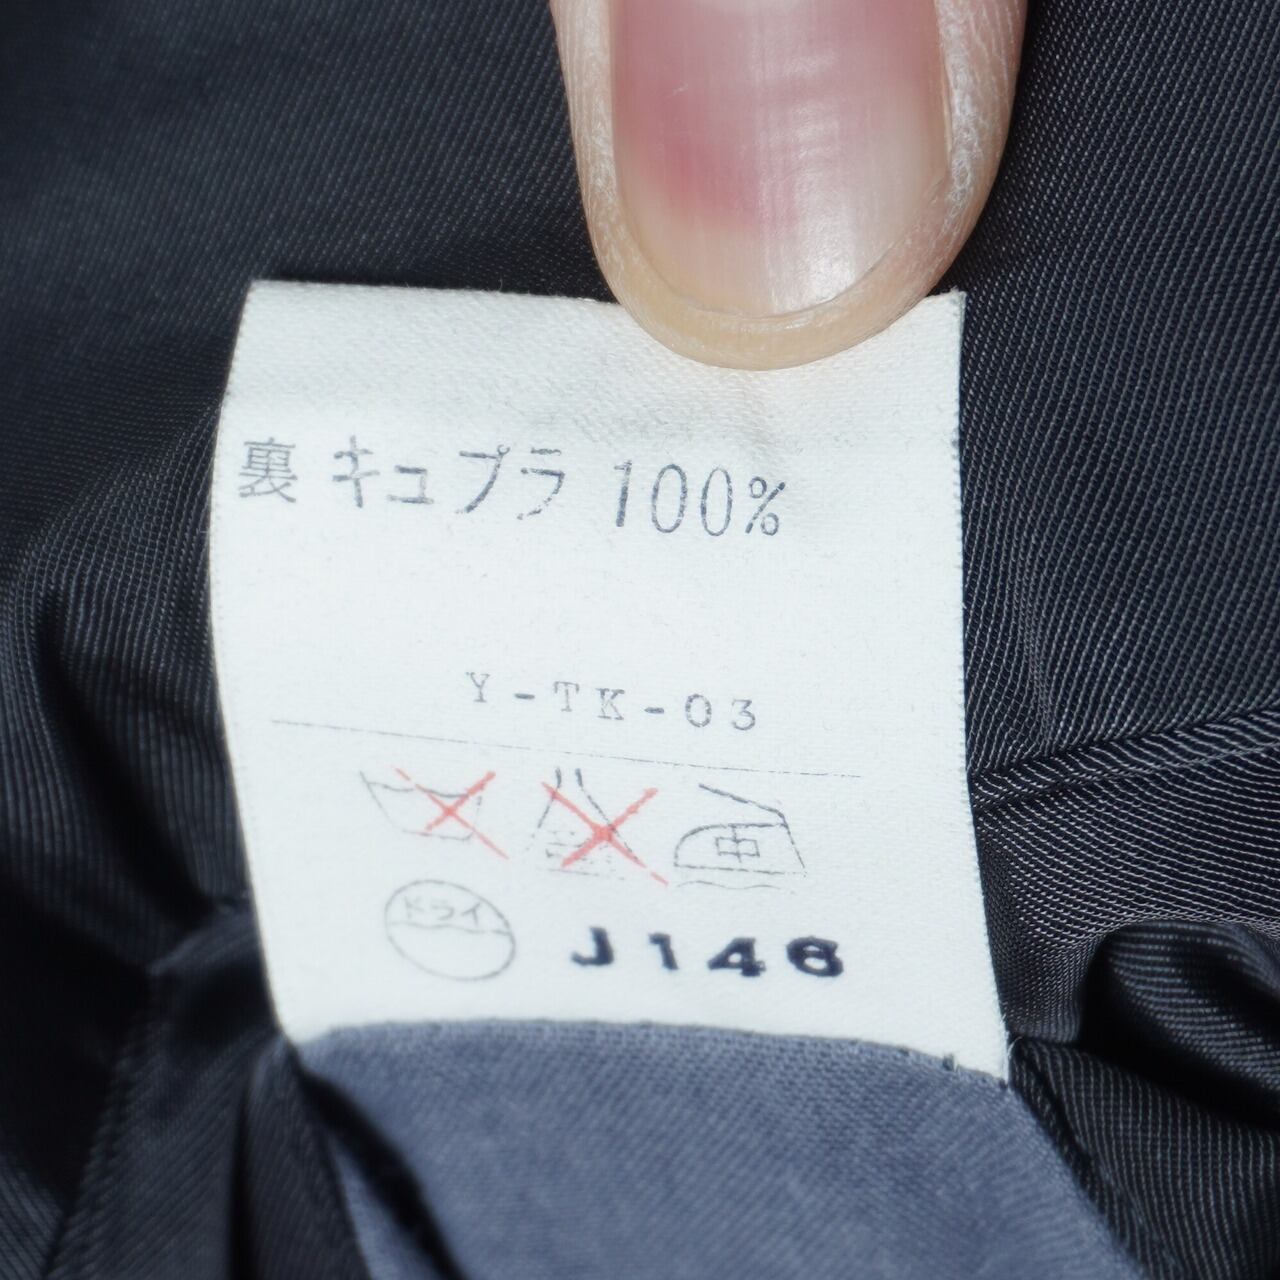 裏 キュプラ 100%
Y-TK-03
中
ドライ
J146